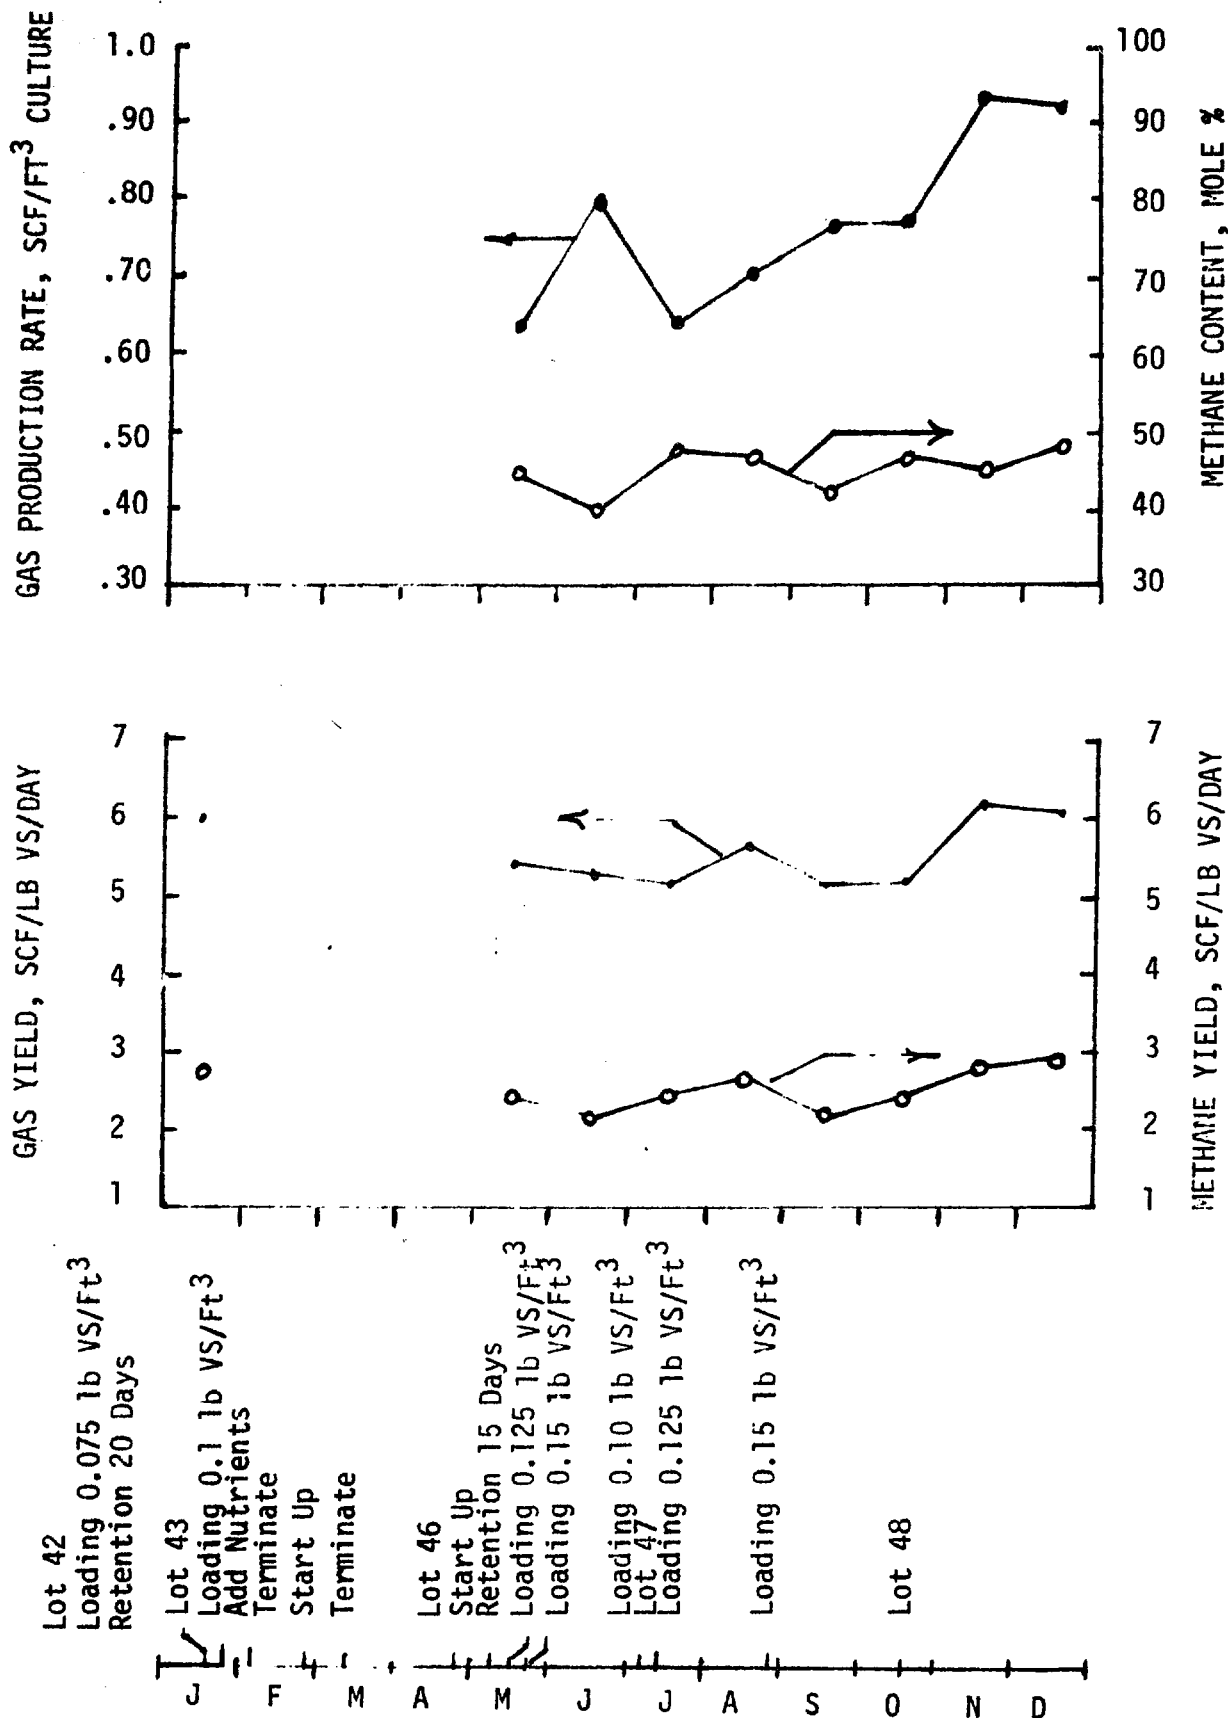 GAS PRODUCTION RATE, SCF/FT³ CULTURE
1.0
.90
.80
.70
.60
.50
.40
.30
100
90
80
70
60
50
40
30
METHANE CONTENT, MOLE %
GAS YIELD, SCF/LB VS/DAY
7
6
5
4
3
2
1
7
6
5
4
3
2
1
METHANE YIELD, SCF/LB VS/DAY
Lot 42
Loading 0.075 lb VS/Ft³
Retention 20 Days
Lot 43
Loading 0.1 lb VS/Ft³
Add Nutrients
Terminate
Start Up
Terminate
Lot 46
Start Up
Retention 15 Days
Loading 0.125 lb VS/Ft³
Loading 0.15 lb VS/Ft³
Loading 0.10 lb VS/Ft³
Lot 47
Loading 0.125 lb VS/Ft³
Loading 0.15 lb VS/Ft³
Lot 48
J F M A M J J A S O N D